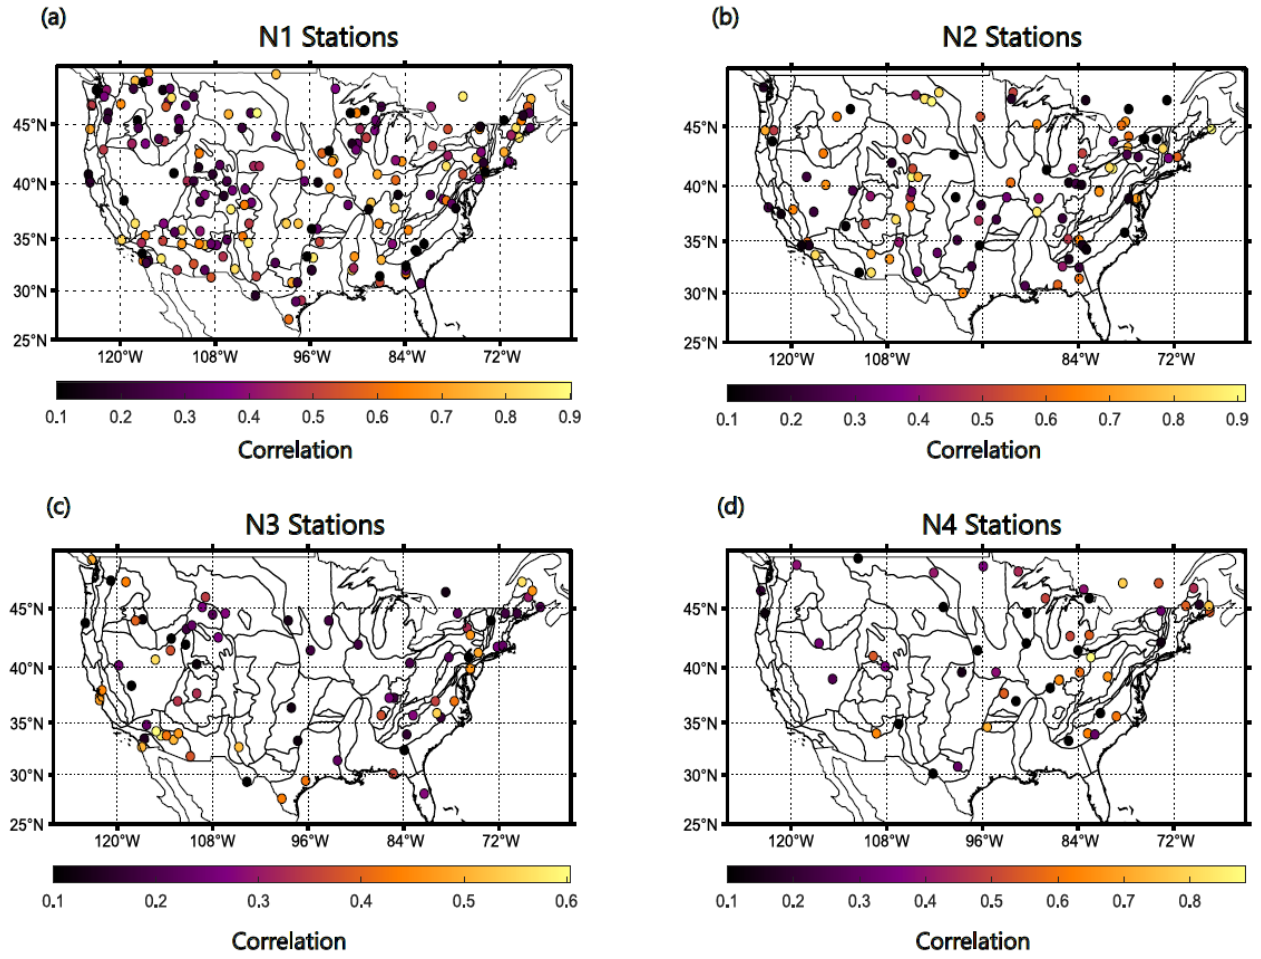 (a)
N1 Stations
45°N
40°N
35°N
30°N
25°N
120°W 108°W 96°W 84°W 72°W
0.1 0.2 0.3 0.4 0.5 0.6 0.7 0.8 0.9
Correlation
(b)
N2 Stations
45°N
40°N
35°N
30°N
25°N
120°W 108°W 84°W 72°W
0.1 0.2 0.3 0.4 0.5 0.6 0.7 0.8 0.9
Correlation
(c)
N3 Stations
45°N
40°N
35°N
30°N
25°N
120°W 108°W 96°W 84°W 72°W
0.1 0.2 0.3 0.4 0.5 0.6
Correlation
(d)
N4 Stations
45°N
40°N
35°N
30°N
25°N
120°W 108°W 96°W 84°W 72°W
0.1 0.2 0.3 0.4 0.5 0.6 0.7 0.8
Correlation